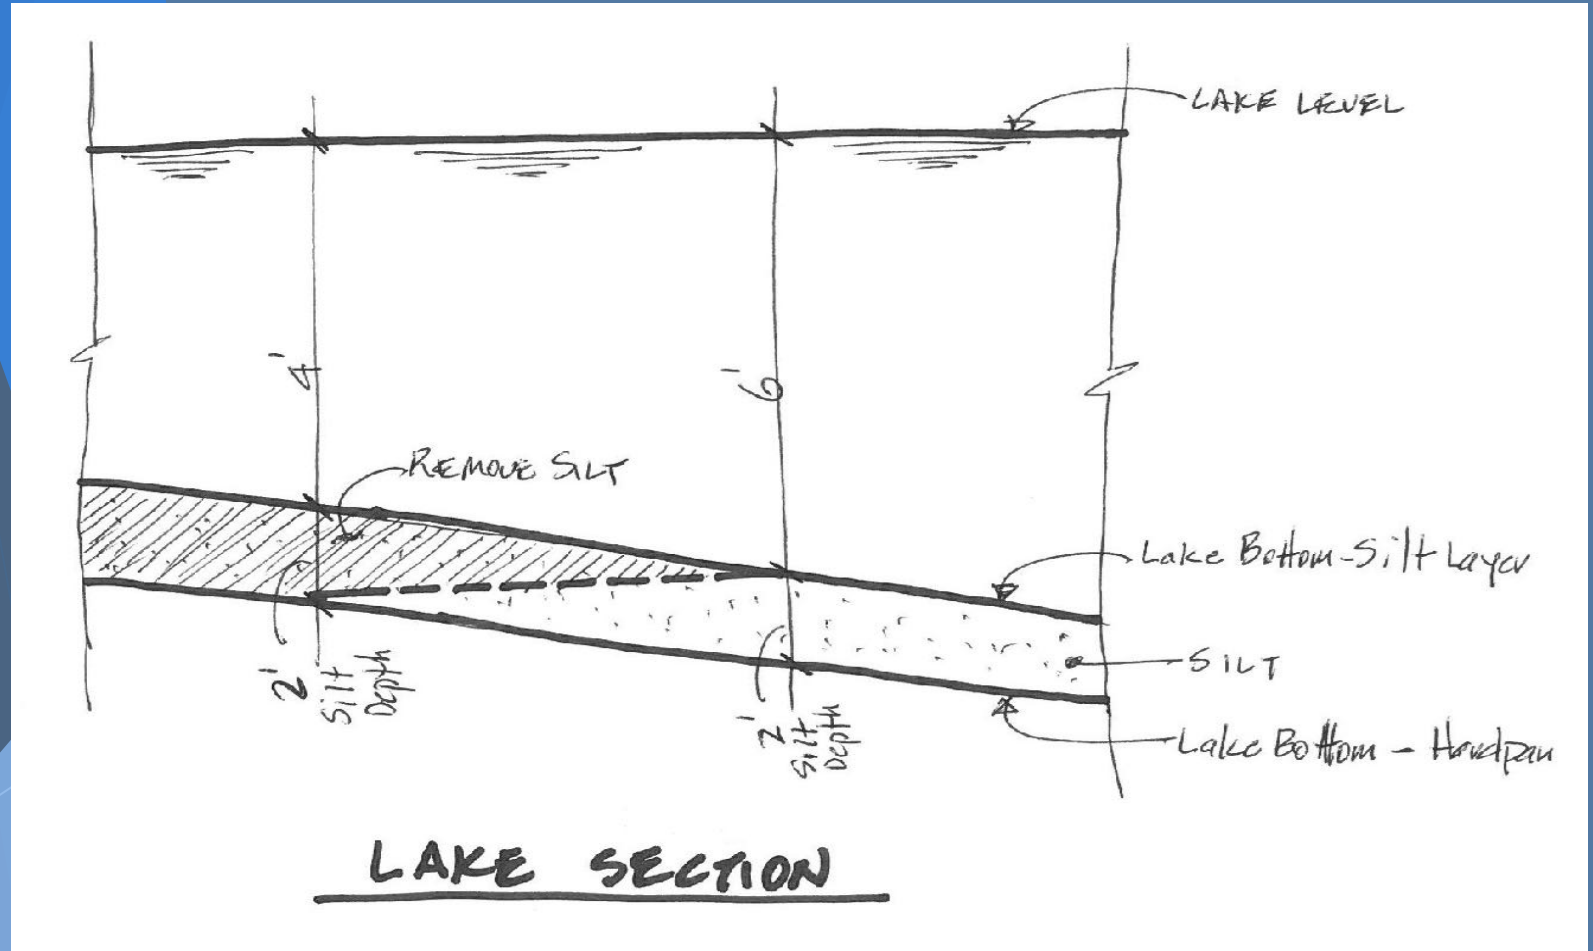 LAKE LEVEL
4'
6'
REMOVE SILT
Lake Bottom-Silt Layer
SILT
2'
Silt
Depth
2'
Silt
Depth
Lake Bottom - Hardpan
LAKE SECTION